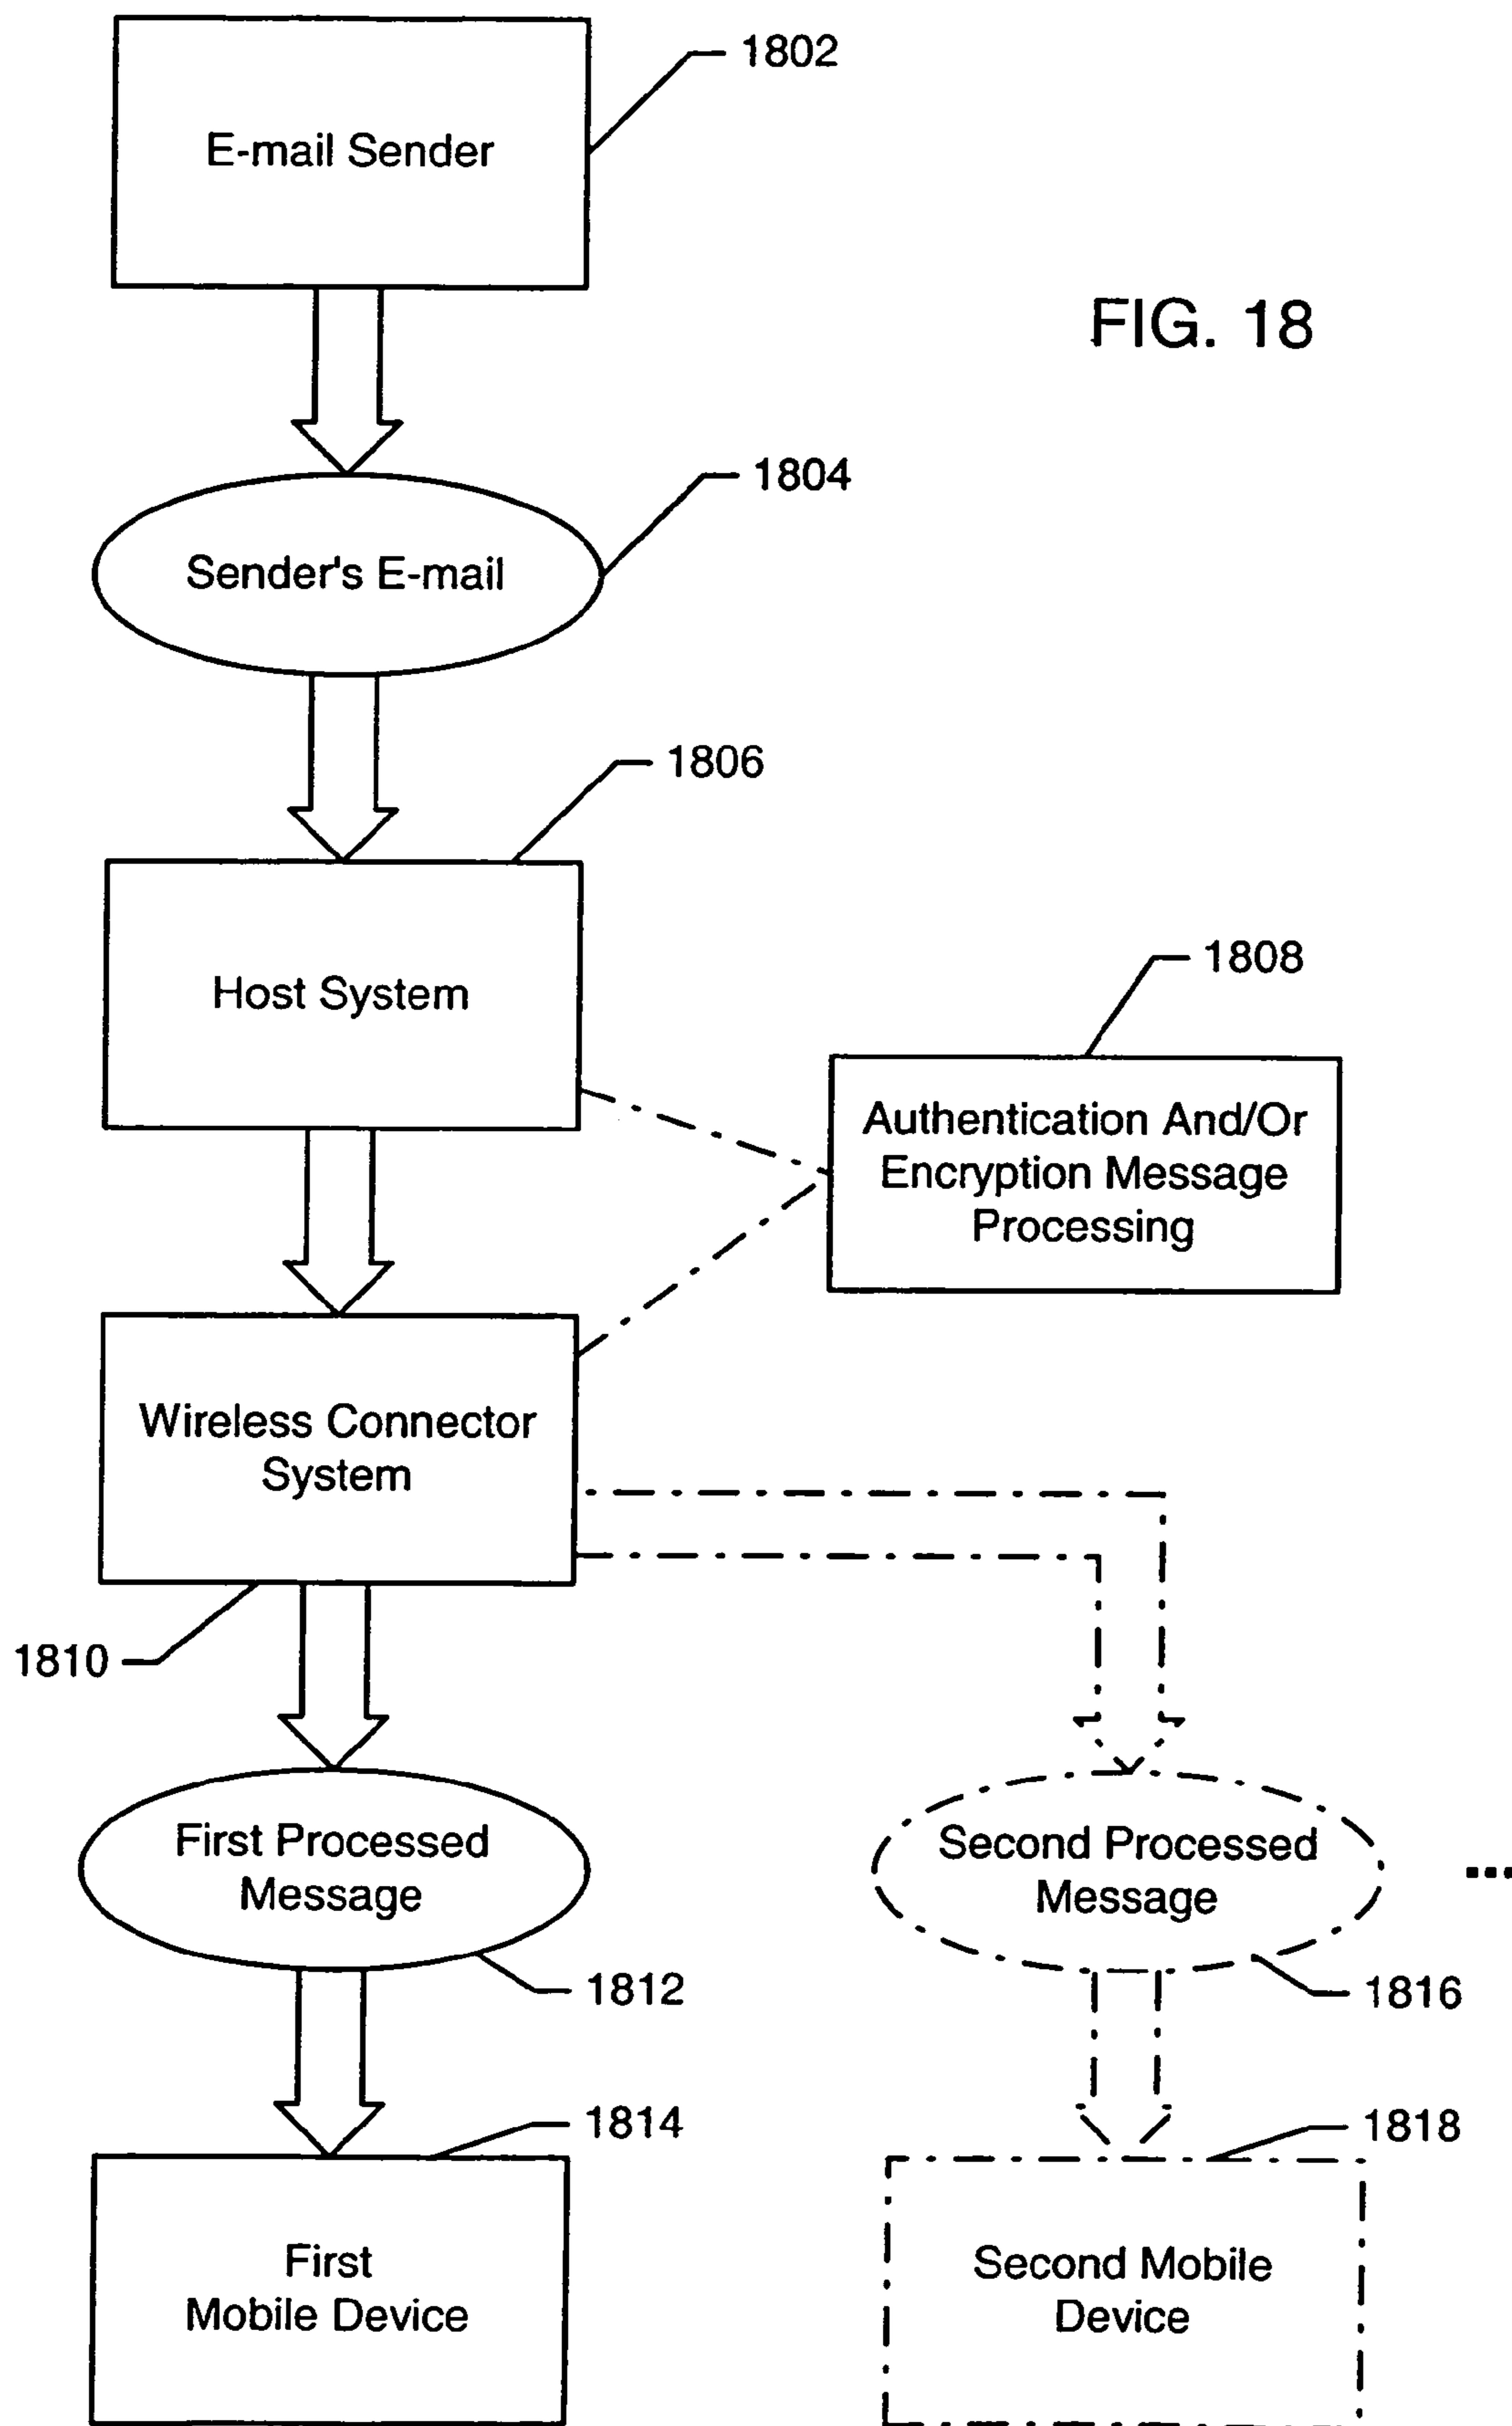 1802
E-mail Sender
FIG. 18
1804
Sender's E-mail
1806
Host System
1808
Authentication And/Or
Encryption Message
Processing
Wireless Connector
System
1810
First Processed
Message
Second Processed
Message
...
1812
1816
1814
1818
First
Mobile Device
Second Mobile
Device